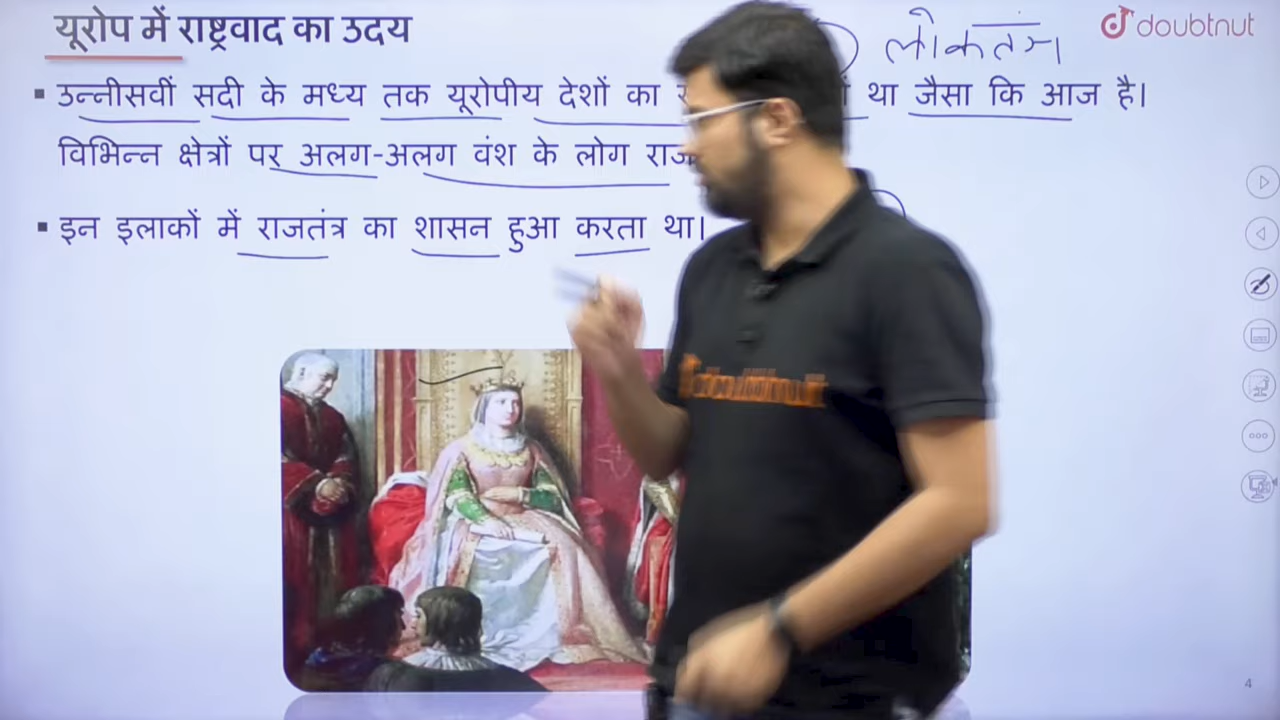 यूरोप में राष्ट्रवाद का उदय
लोकतंत्र
doubtnut
▪ उन्नीसवीं सदी के मध्य तक यूरोपीय देशों का था जैसा कि आज है।
विभिन्न क्षेत्रों पर अलग-अलग वंश के लोग
▪ इन इलाकों में राजतंत्र का शासन हुआ करता था।
4